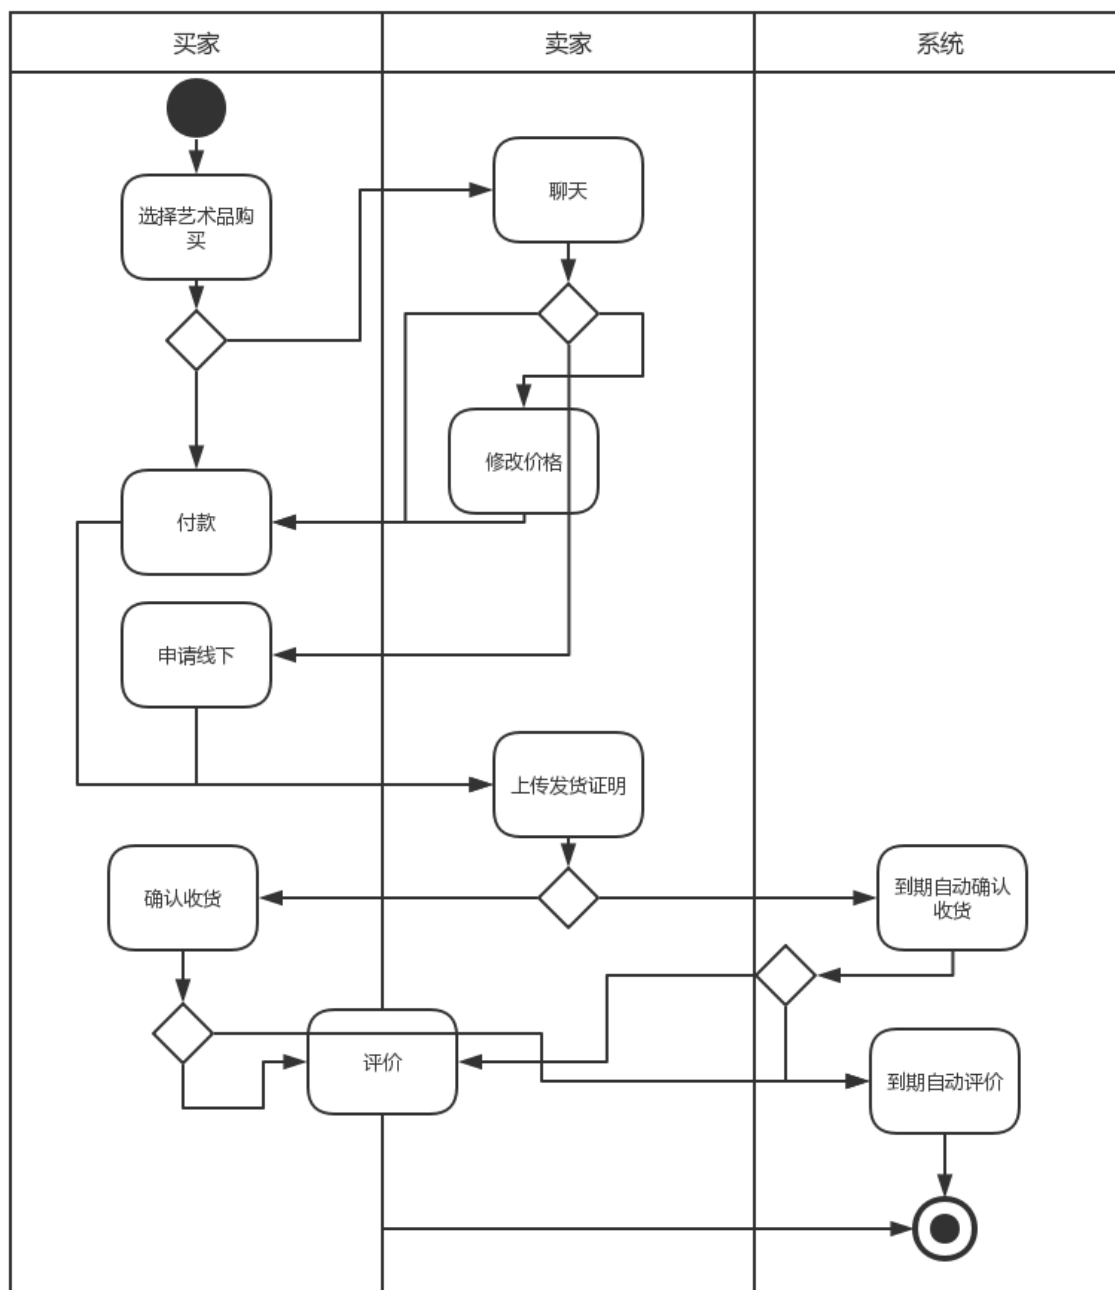 买家
卖家
系统
聊天
选择艺术品购
买
修改价格
付款
申请线下
上传发货证明
确认收货
到期自动确认
收货
评价
到期自动评价